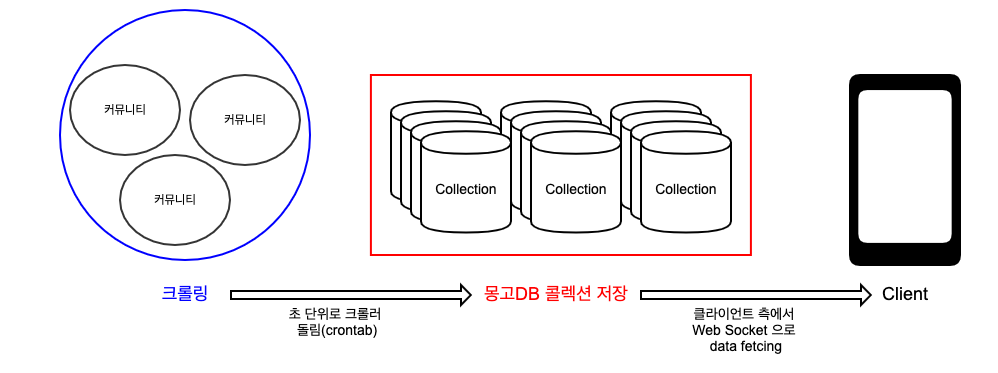 커뮤니티
커뮤니티
커뮤니티
Collection
Collection
Collection
크롤링
몽고DB 콜렉션 저장
Client
초 단위로 크롤러
돌림(crontab)
클라이언트 측에서
Web Socket 으로
data fetcing